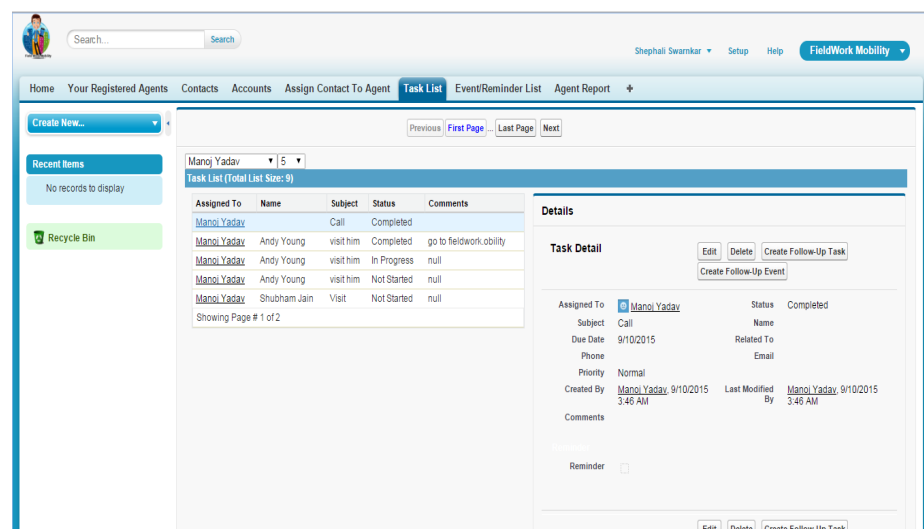 Search... Search
Shephali Swarnkar Setup Help FieldWork Mobility
Home Your Registered Agents Contacts Accounts Assign Contact To Agent Task List Event/Reminder List Agent Report +
Create New...
Previous First Page ... Last Page Next
Recent Items
No records to display
Recycle Bin
Manoj Yadav 5
Task List (Total List Size: 9)
Assigned To Name Subject Status Comments
Manoj Yadav Call Completed
Manoj Yadav Andy Young visit him Completed go to fieldwork.obility
Manoj Yadav Andy Young visit him In Progress null
Manoj Yadav Andy Young visit him Not Started null
Manoj Yadav Shubham Jain Visit Not Started null
Showing Page # 1 of 2
Details
Task Detail Edit Delete Create Follow-Up Task
Create Follow-Up Event
Assigned To Manoj Yadav Status Completed
Subject Call Name
Due Date 9/10/2015 Related To
Phone Email
Priority Normal
Created By Manoj Yadav, 9/10/2015 3:46 AM Last Modified By Manoj Yadav, 9/10/2015 3:46 AM
Comments
Reminder
Edit Delete Create Follow-Up Task